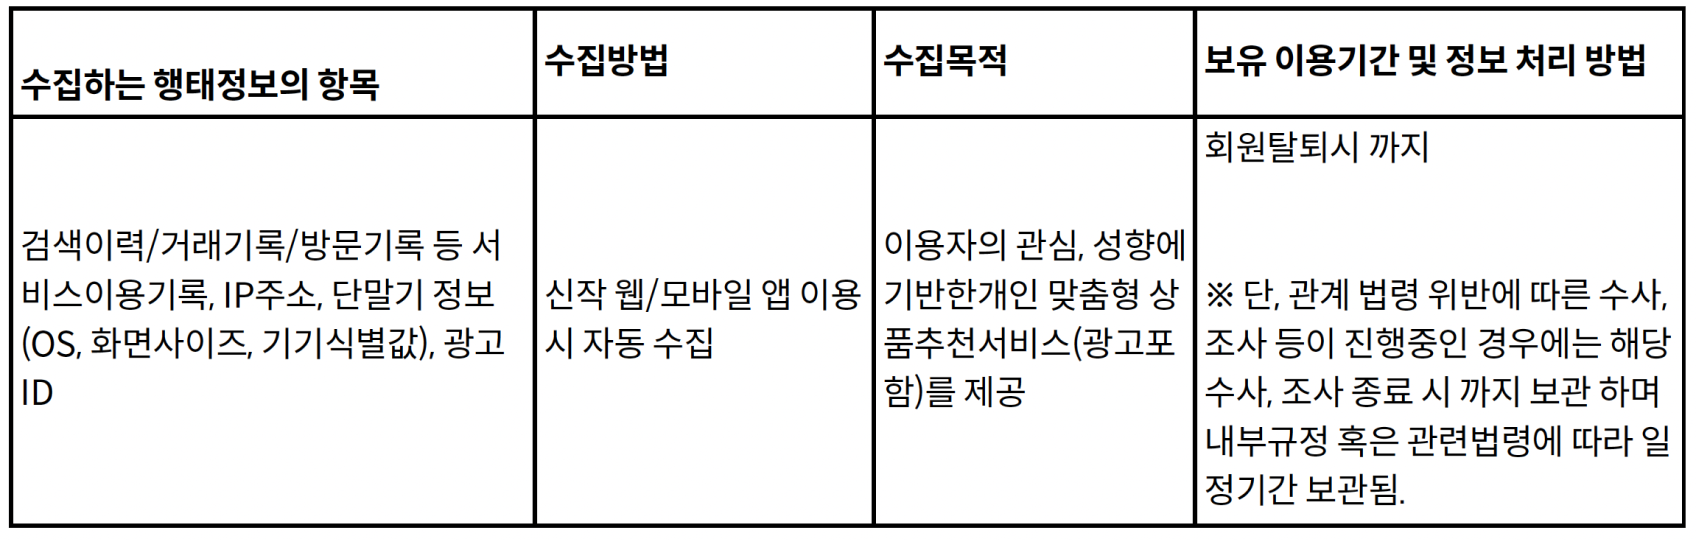 수집하는 행태정보의 항목
수집방법
수집목적
보유 이용기간 및 정보 처리 방법
검색이력/거래기록/방문기록 등 서
비스이용기록, IP주소, 단말기 정보
(OS, 화면사이즈, 기기식별값), 광고
ID
신작 웹/모바일 앱 이용
시 자동 수집
이용자의 관심, 성향에
기반한개인 맞춤형 상
품추천서비스(광고포
함)를 제공
회원탈퇴시 까지
※ 단, 관계 법령 위반에 따른 수사,
조사 등이 진행중인 경우에는 해당
수사, 조사 종료 시 까지 보관 하며
내부규정 혹은 관련법령에 따라 일
정기간 보관됨.